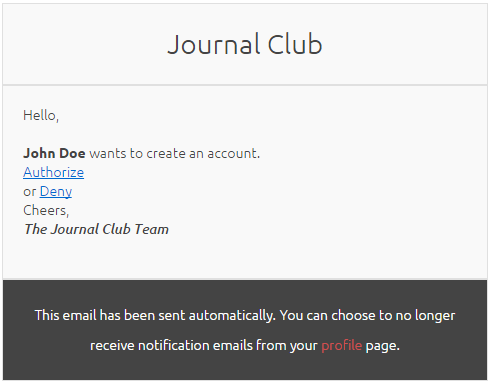 Journal Club
Hello,
John Doe wants to create an account.
Authorize
or Deny
Cheers,
The Journal Club Team
This email has been sent automatically. You can choose to no longer
receive notification emails from your profile page.